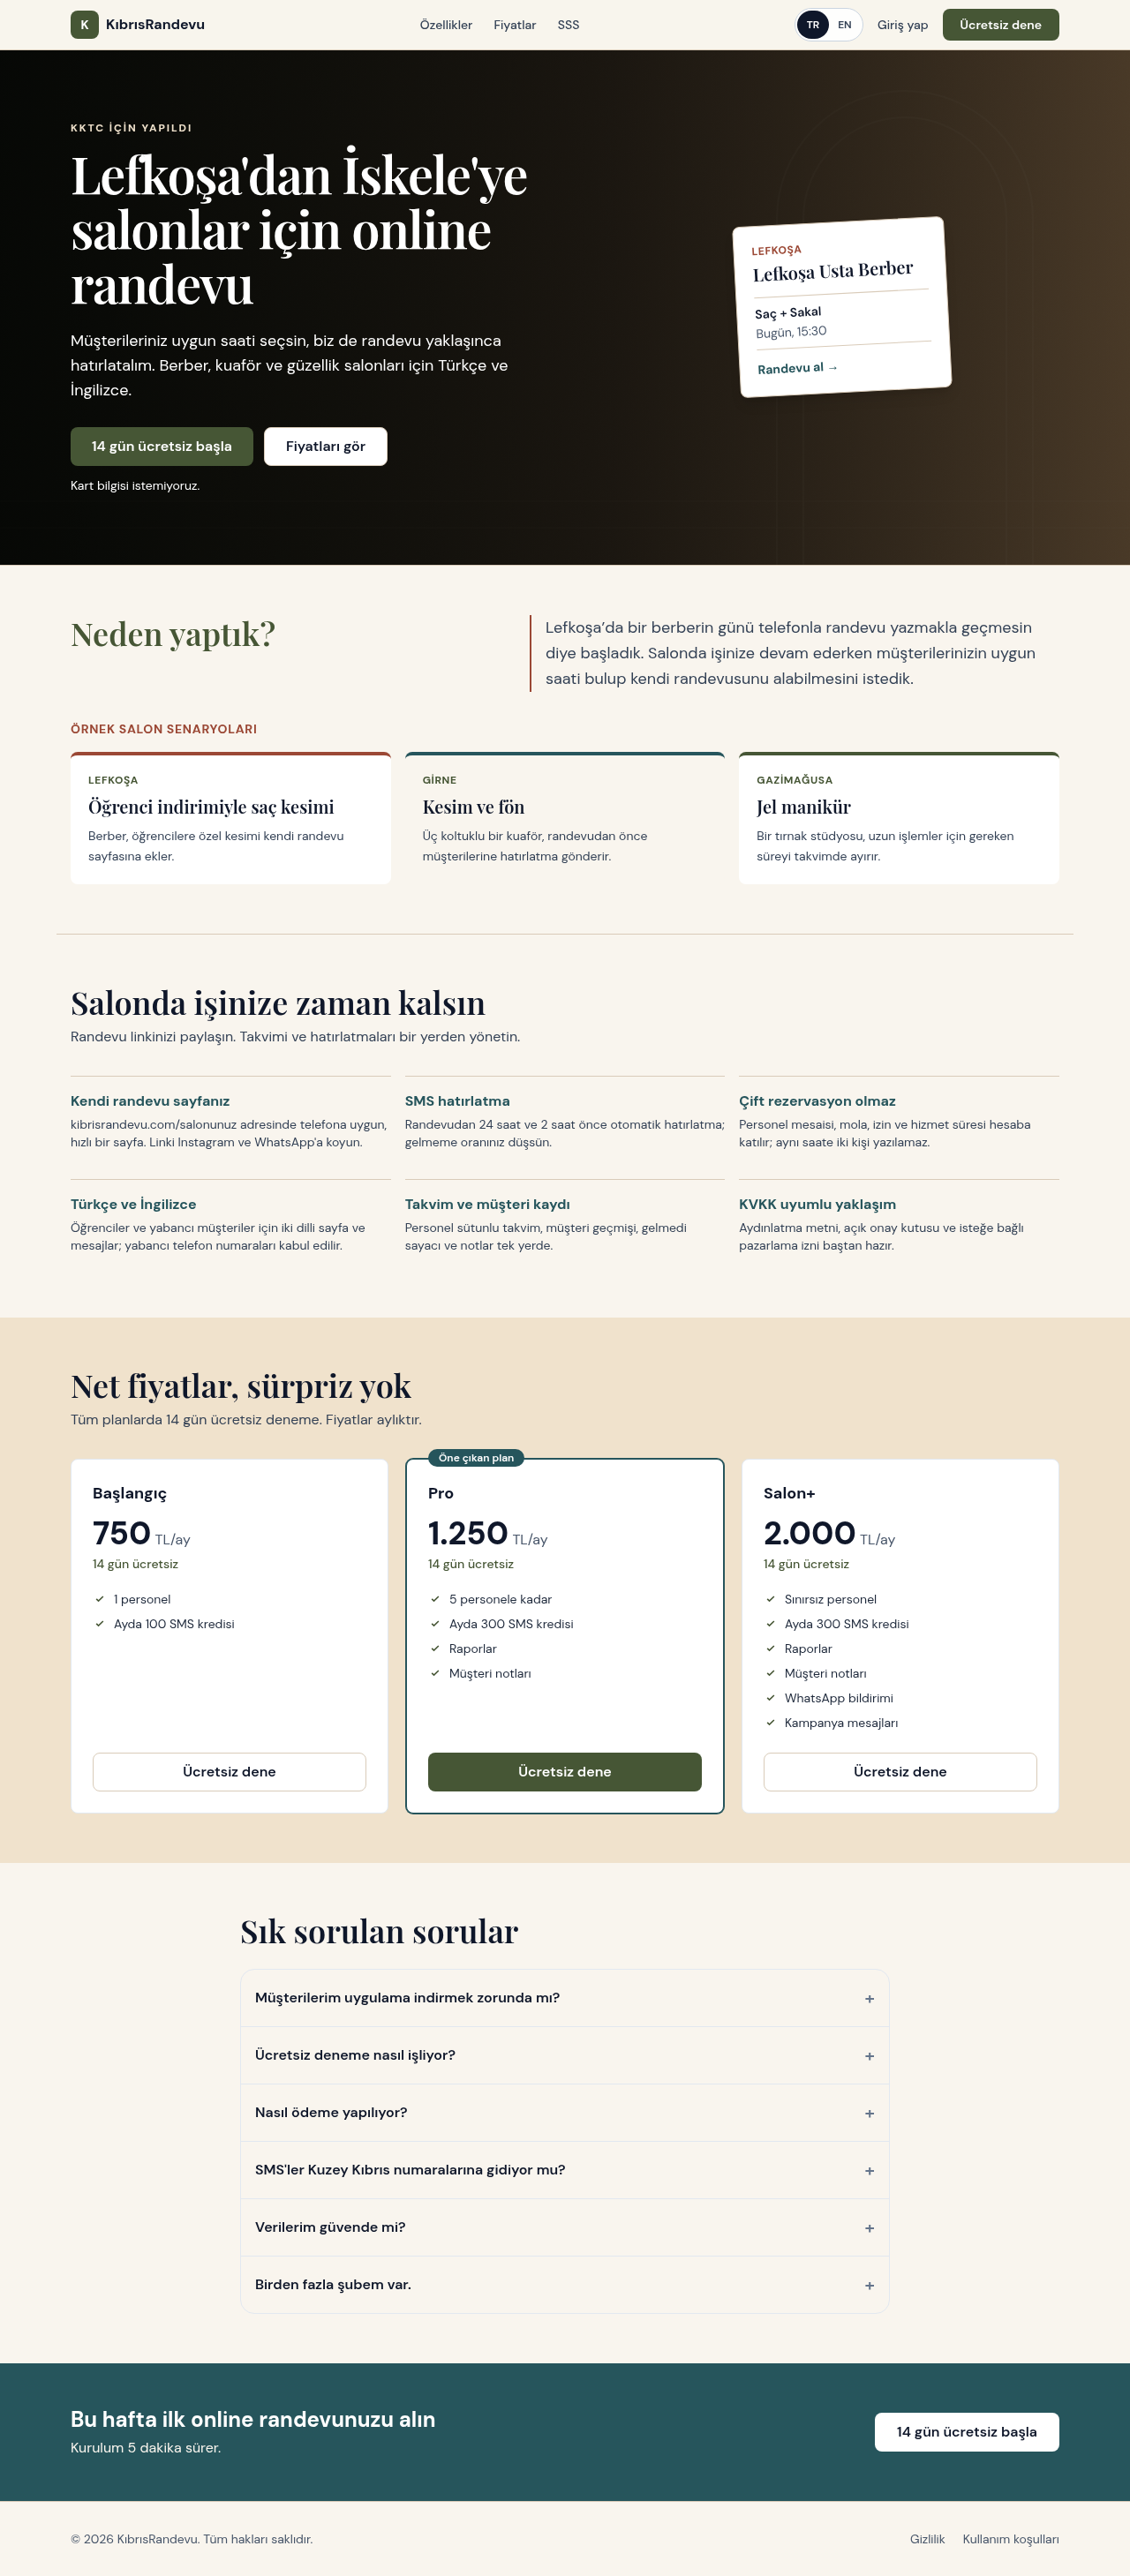 K KıbrısRandevu
Özellikler Fiyatlar SSS
TR EN Giriş yap Ücretsiz dene
KKTC İÇİN YAPILDI
Lefkoşa'dan İskele'ye
salonlar için online
randevu
Müşterileriniz uygun saati seçsin, biz de randevu yaklaşınca
hatırlatalım. Berber, kuaför ve güzellik salonları için Türkçe ve
İngilizce.
14 gün ücretsiz başla
Fiyatları gör
Kart bilgisi istemiyoruz.
LEFKOŞA
Lefkoşa Usta Berber
Saç + Sakal
Bugün, 15:30
Randevu al →
Neden yaptık?
Lefkoşa’da bir berberin günü telefonla randevu yazmakla geçmesin
diye başladık. Salonda işinize devam ederken müşterilerinizin uygun
saati bulup kendi randevusunu alabilmesini istedik.
ÖRNEK SALON SENARYOLARI
LEFKOŞA
Öğrenci indirimiyle saç kesimi
Berber, öğrencilere özel kesimi kendi randevu
sayfasına ekler.
GİRNE
Kesim ve fön
Üç koltuklu bir kuaför, randevudan önce
müşterilerine hatırlatma gönderir.
GAZİMAĞUSA
Jel manikür
Bir tırnak stüdyosu, uzun işlemler için gereken
süreyi takvimde ayırır.
Salonda işinize zaman kalsın
Randevu linkinizi paylaşın. Takvimi ve hatırlatmaları bir yerden yönetin.
Kendi randevu sayfanız
kibrisrandevu.com/salonunuz adresinde telefona uygun,
hızlı bir sayfa. Linki Instagram ve WhatsApp'a koyun.
SMS hatırlatma
Randevudan 24 saat ve 2 saat önce otomatik hatırlatma;
gelmeme oranınız düşsün.
Çift rezervasyon olmaz
Personel mesaisi, mola, izin ve hizmet süresi hesaba
katılır; aynı saate iki kişi yazılamaz.
Türkçe ve İngilizce
Öğrenciler ve yabancı müşteriler için iki dilli sayfa ve
mesajlar; yabancı telefon numaraları kabul edilir.
Takvim ve müşteri kaydı
Personel sütunlu takvim, müşteri geçmişi, gelmedi
sayacı ve notlar tek yerde.
KVKK uyumlu yaklaşım
Aydınlatma metni, açık onay kutusu ve isteğe bağlı
pazarlama izni baştan hazır.
Net fiyatlar, sürpriz yok
Tüm planlarda 14 gün ücretsiz deneme. Fiyatlar aylıktır.
Başlangıç
750 TL/ay
14 gün ücretsiz
1 personel
Ayda 100 SMS kredisi
Ücretsiz dene
Öne çıkan plan
Pro
1.250 TL/ay
14 gün ücretsiz
5 personele kadar
Ayda 300 SMS kredisi
Raporlar
Müşteri notları
Ücretsiz dene
Salon+
2.000 TL/ay
14 gün ücretsiz
Sınırsız personel
Ayda 300 SMS kredisi
Raporlar
Müşteri notları
WhatsApp bildirimi
Kampanya mesajları
Ücretsiz dene
Sık sorulan sorular
Müşterilerim uygulama indirmek zorunda mı? +
Ücretsiz deneme nasıl işliyor? +
Nasıl ödeme yapılıyor? +
SMS'ler Kuzey Kıbrıs numaralarına gidiyor mu? +
Verilerim güvende mi? +
Birden fazla şubem var. +
Bu hafta ilk online randevunuzu alın
Kurulum 5 dakika sürer.
14 gün ücretsiz başla
© 2026 KıbrısRandevu. Tüm hakları saklıdır.
Gizlilik Kullanım koşulları